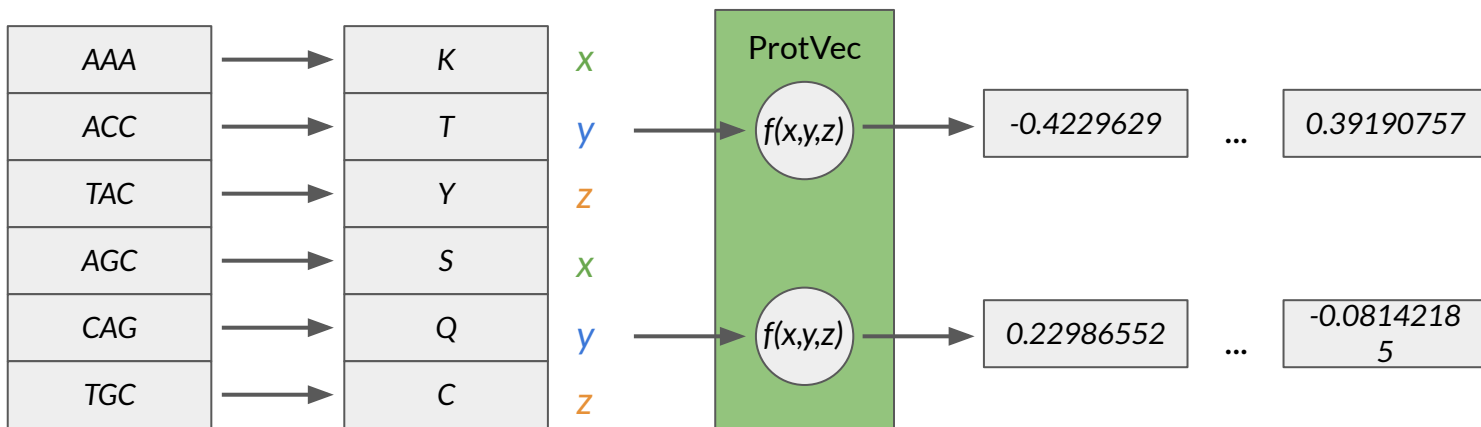 ProtVec
AAA K x
ACC T y f(x,y,z) -0.4229629 ... 0.39190757
TAC Y z
AGC S x
CAG Q y f(x,y,z) 0.22986552 ... -0.0814218
5
TGC C z